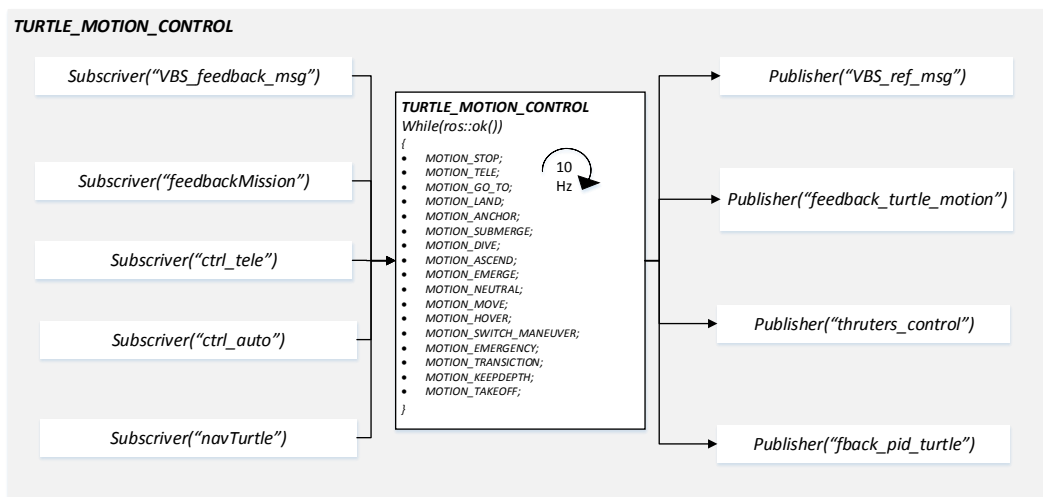 TURTLE_MOTION_CONTROL
Subscriver(“VBS_feedback_msg”)
Subscriver(“feedbackMission”)
Subscriver(“ctrl_tele”)
Subscriver(“ctrl_auto”)
Subscriver(“navTurtle”)
TURTLE_MOTION_CONTROL
While(ros::ok())
{
• MOTION_STOP;
• MOTION_TELE;
• MOTION_GO_TO;
• MOTION_LAND;
• MOTION_ANCHOR;
• MOTION_SUBMERGE;
• MOTION_DIVE;
• MOTION_ASCEND;
• MOTION_EMERGE;
• MOTION_NEUTRAL;
• MOTION_MOVE;
• MOTION_HOVER;
• MOTION_SWITCH_MANEUVER;
• MOTION_EMERGENCY;
• MOTION_TRANSICTION;
• MOTION_KEEPDEPTH;
• MOTION_TAKEOFF;
}
10
Hz
Publisher(“VBS_ref_msg”)
Publisher(“feedback_turtle_motion”)
Publisher(“thruters_control”)
Publisher(“fback_pid_turtle”)